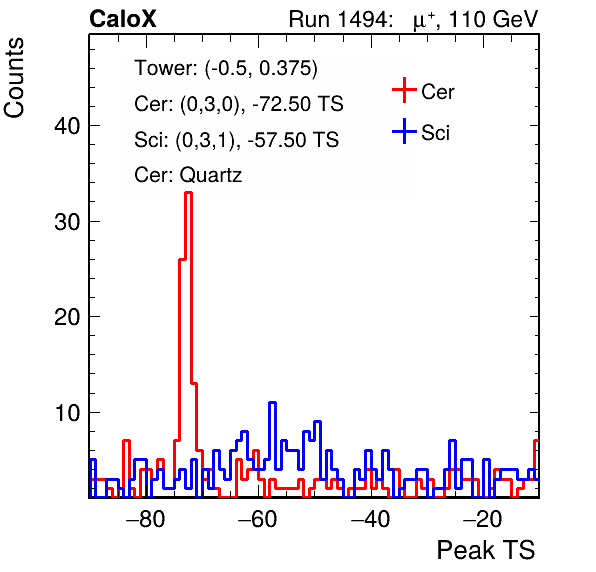 CaloX Run 1494: μ⁺, 110 GeV
Counts
Tower: (-0.5, 0.375)
Cer: (0,3,0), -72.50 TS
Sci: (0,3,1), -57.50 TS
Cer: Quartz
Cer
Sci
40
30
20
10
−80 −60 −40 −20
Peak TS